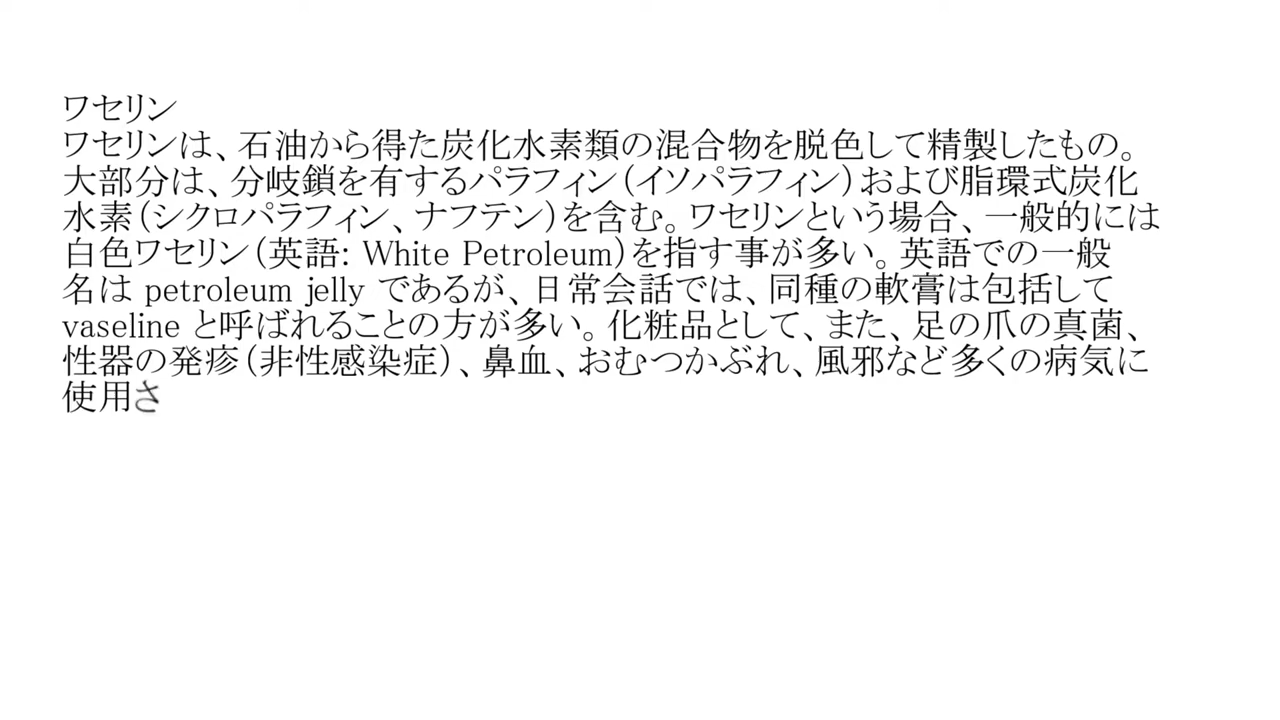 ワセリン
ワセリンは、石油から得た炭化水素類の混合物を脱色して精製したもの。
大部分は、分岐鎖を有するパラフィン（イソパラフィン）および脂環式炭化
水素（シクロパラフィン、ナフテン）を含む。ワセリンという場合、一般的には
白色ワセリン（英語: White Petroleum）を指す事が多い。英語での一般
名は petroleum jelly であるが、日常会話では、同種の軟膏は包括して
vaseline と呼ばれることの方が多い。化粧品として、また、足の爪の真菌、
性器の発疹（非性感染症）、鼻血、おむつかぶれ、風邪など多くの病気に
使用さ